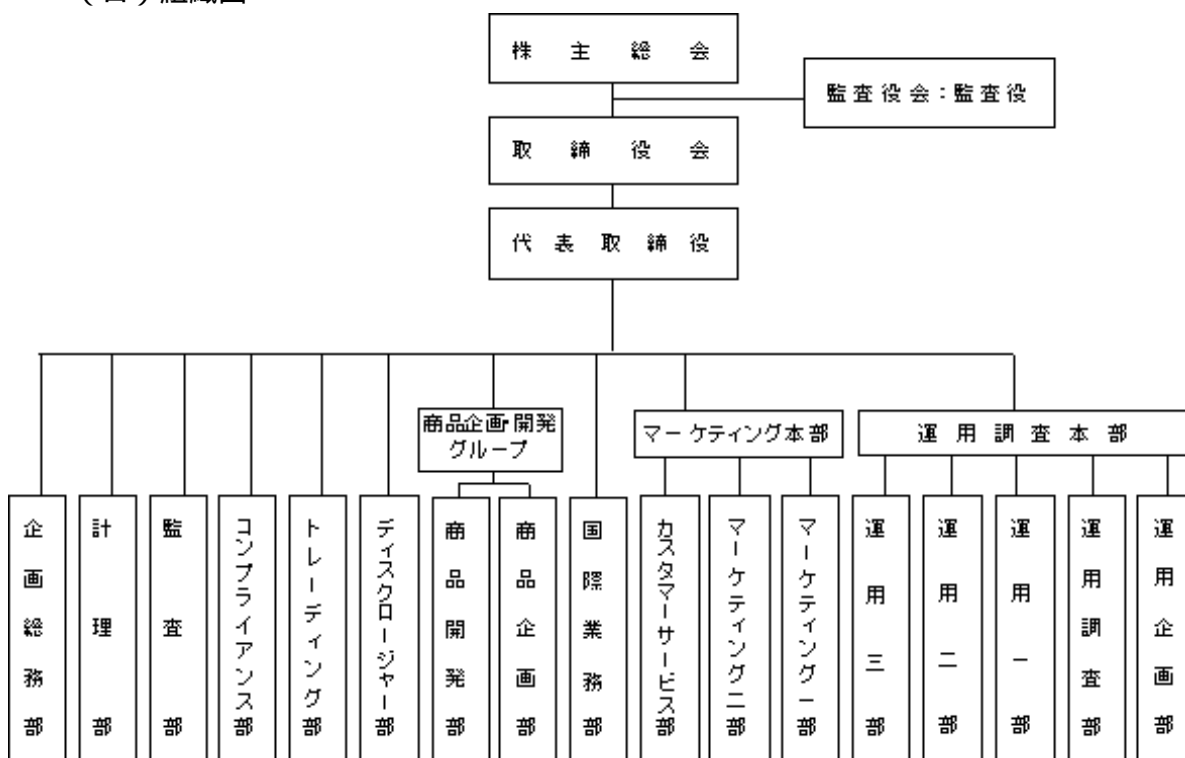 株主総会
監査役会：監査役
取締役会
代表取締役
商品企画・開発
グループ
マーケティング本部
運用調査本部
企画総務部
計理部
監査部
コンプライアンス部
トレーディング部
ディスクロージャー部
商品開発部
商品企画部
国際業務部
カスタマーサービス部
マーケティング二部
マーケティング一部
運用三部
運用二部
運用一部
運用調査部
運用企画部